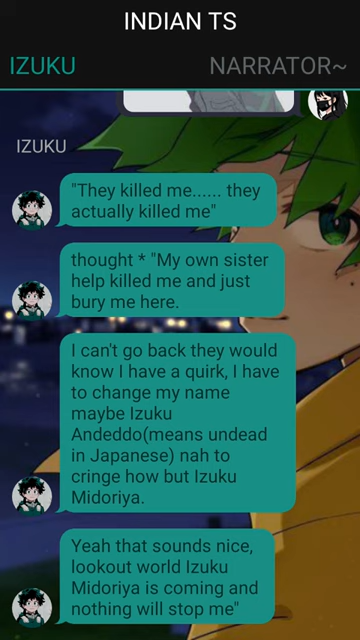 INDIAN TS
IZUKU
NARRATOR~
IZUKU
"They killed me...... they
actually killed me"
thought * "My own sister
help killed me and just
bury me here.
I can't go back they would
know I have a quirk, I have
to change my name
maybe Izuku
Andeddo(means undead
in Japanese) nah to
cringe how but Izuku
Midoriya.
Yeah that sounds nice,
lookout world Izuku
Midoriya is coming and
nothing will stop me"